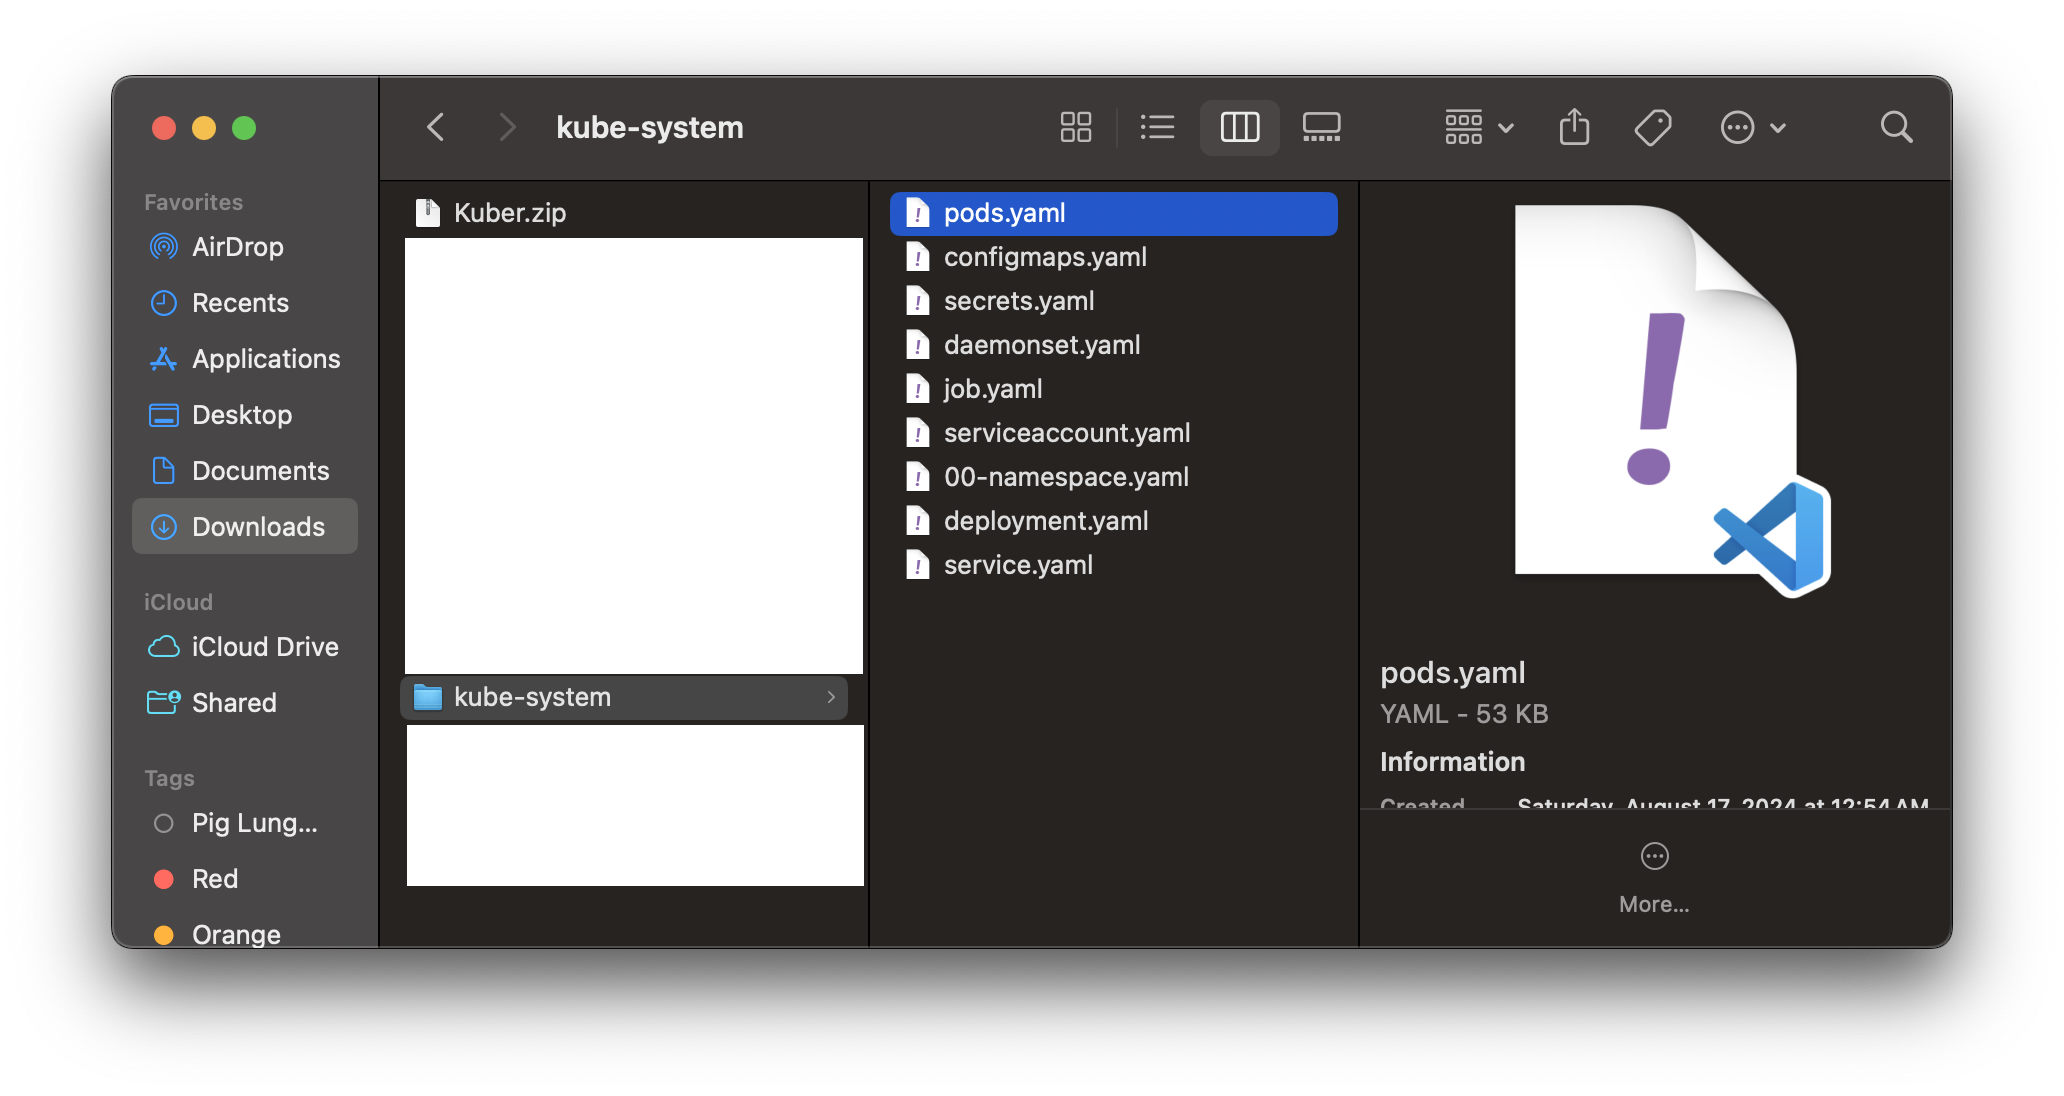 kube-system
Favorites
AirDrop
Recents
Applications
Desktop
Documents
Downloads
iCloud
iCloud Drive
Shared
Tags
Pig Lung...
Red
Orange
Kuber.zip
kube-system
pods.yaml
configmaps.yaml
secrets.yaml
daemonset.yaml
job.yaml
serviceaccount.yaml
00-namespace.yaml
deployment.yaml
service.yaml
pods.yaml
YAML - 53 KB
Information
Created Saturday, August 17, 2024 at 12:54 AM
More...